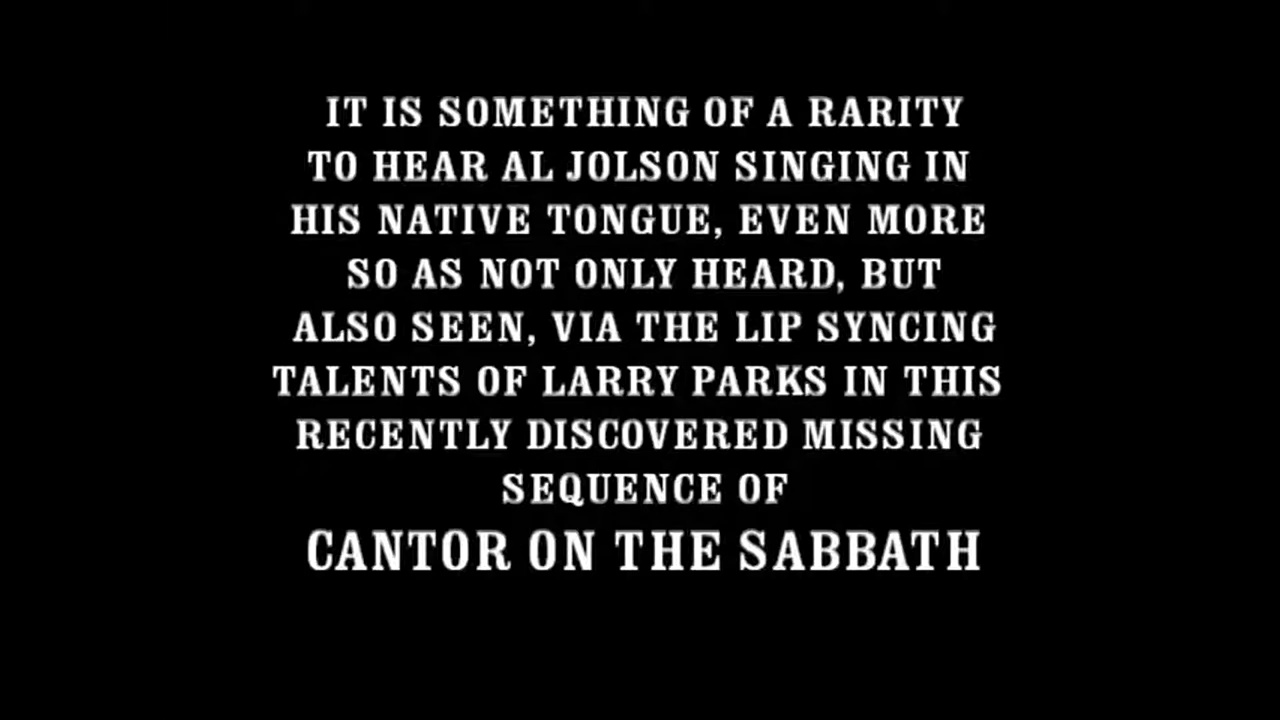 IT IS SOMETHING OF A RARITY
TO HEAR AL JOLSON SINGING IN
HIS NATIVE TONGUE, EVEN MORE
SO AS NOT ONLY HEARD, BUT
ALSO SEEN, VIA THE LIP SYNCING
TALENTS OF LARRY PARKS IN THIS
RECENTLY DISCOVERED MISSING
SEQUENCE OF
CANTOR ON THE SABBATH